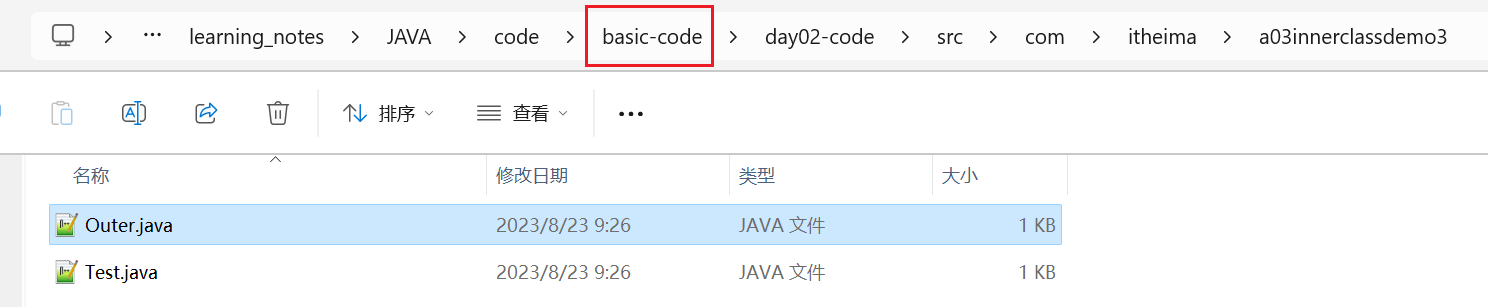 … learning_notes JAVA code basic-code day02-code src com itheima a03innerclassdemo3
排序 查看 …
名称 修改日期 类型 大小
Outer.java 2023/8/23 9:26 JAVA 文件 1 KB
Test.java 2023/8/23 9:26 JAVA 文件 1 KB